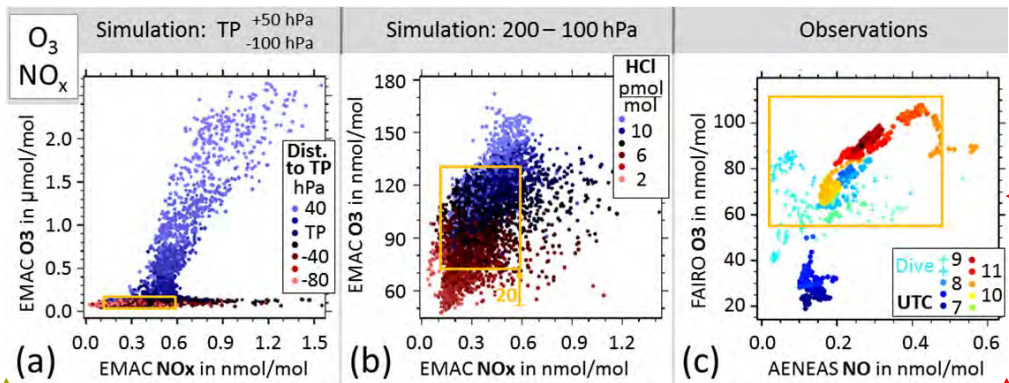 O3
NOx
Simulation: TP +50 hPa
-100 hPa
Simulation: 200 – 100 hPa
Observations
EMAC O3 in µmol/mol
2.0
1.5
1.0
0.5
0.0
Dist.
to TP
hPa
40
TP
-40
-80
(a)
0.0 0.3 0.6 0.9 1.2 1.5
EMAC NOx in nmol/mol
EMAC O3 in nmol/mol
180
150
120
90
60
HCl
pmol
mol
10
6
2
20
(b)
0.0 0.3 0.6 0.9 1.2
EMAC NOx in nmol/mol
FAIRO O3 in nmol/mol
100
80
60
40
20
Dive
9
8
UTC
7
11
10
(c)
0.0 0.2 0.4 0.6
AENEAS NO in nmol/mol